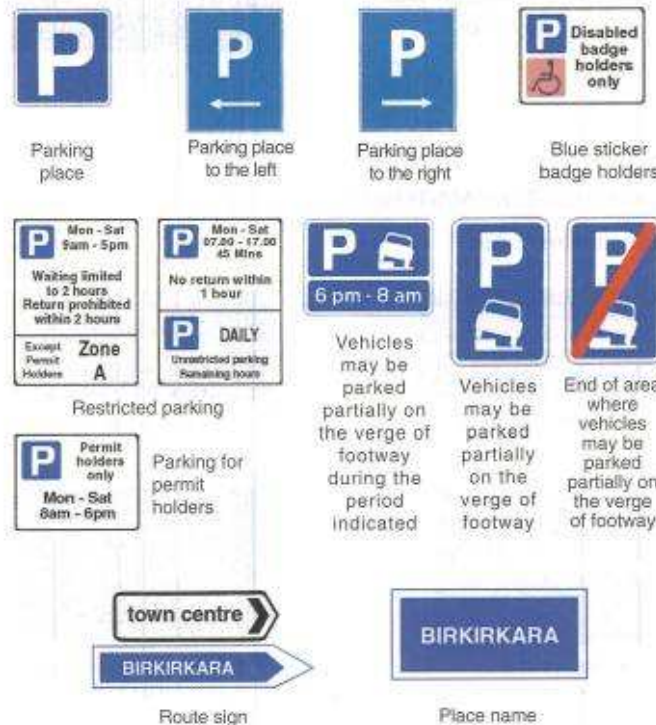 P
Parking
place
P
Parking place
to the left
P
Parking place
to the right
P
Disabled
badge
holders
only
Blue sticker
badge holders
P
Mon - Sat
9am - 5pm
Waiting limited
to 2 hours
Return prohibited
within 2 hours
Except
Permit
Holders
Zone
A
P
Mon - Sat
07.00 - 17.00
45 Mins
No return within
1 hour
P
DAILY
Unrestricted parking
Remaining hours
Restricted parking
P
6 pm - 8 am
Vehicles
may be
parked
partially on
the verge of
footway
during the
period
indicated
P
Vehicles
may be
parked
partially
on the
verge of
footway
P
End of area
where
vehicles
may be
parked
partially on
the verge
of footway
P
Permit
holders
only
Mon - Sat
8am - 6pm
Parking for
permit
holders
town centre
BIRKIRKARA
Route sign
BIRKIRKARA
Place name